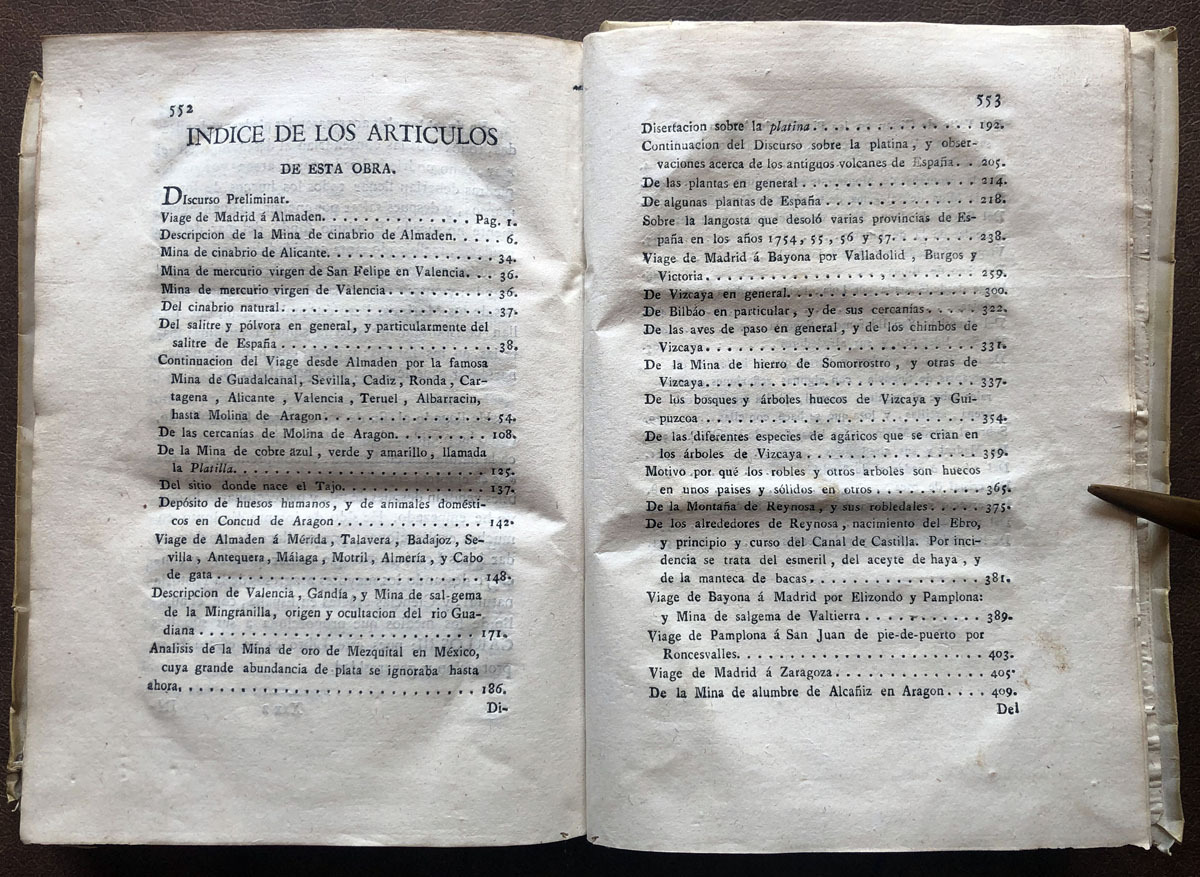 552
INDICE DE LOS ARTICULOS
DE ESTA OBRA.
DIscurso Preliminar.
Viage de Madrid á Almaden. . . . . . . . . . . . . . Pag. 1.
Descripcion de la Mina de cinabrio de Almaden. . . . . 6.
Mina de cinabrio de Alicante. . . . . . . . . . . . . . . . 34.
Mina de mercurio virgen de San Felipe en Valencia. . . 36.
Mina de mercurio virgen de Valencia . . . . . . . . . . . 36.
Del cinabrio natural. . . . . . . . . . . . . . . . . . . . . 37.
Del salitre y pólvora en general, y particularmente del
salitre de España . . . . . . . . . . . . . . . . . . . . 38.
Continuacion del Viage desde Almaden por la famosa
Mina de Guadalcanal, Sevilla, Cadiz, Ronda, Car-
tagena, Alicante, Valencia, Teruel, Albarracin,
hasta Molina de Aragon. . . . . . . . . . . . . . . . . 54.
De las cercanías de Molina de Aragon. . . . . . . . . 108.
De la Mina de cobre azul, verde y amarillo, llamada
la Platilla. . . . . . . . . . . . . . . . . . . . . . . . 125.
Del sitio donde nace el Tajo. . . . . . . . . . . . . . 137.
Depósito de huesos humanos, y de animales domésti-
cos en Concud de Aragon . . . . . . . . . . . . . . 142.
Viage de Almaden á Mérida, Talavera, Badajoz, Se-
villa, Antequera, Málaga, Motril, Almería, y Cabo
de gata . . . . . . . . . . . . . . . . . . . . . . . . . 148.
Descripcion de Valencia, Gandía, y Mina de sal-gema
de la Mingranilla, origen y ocultacion del rio Gua-
diana . . . . . . . . . . . . . . . . . . . . . . . . . . 171.
Analisis de la Mina de oro de Mezquital en México,
cuya grande abundancia de plata se ignoraba hasta
ahora. . . . . . . . . . . . . . . . . . . . . . . . . . . 186.
Di-
553
Disertacion sobre la platina . . . . . . . . . . . . . . . 192.
Continuacion del Discurso sobre la platina, y obser-
vaciones acerca de los antiguos volcanes de España. . 205.
De las plantas en general . . . . . . . . . . . . . . . . 214.
De algunas plantas de España . . . . . . . . . . . . . . 218.
Sobre la langosta que desoló varias provincias de Es-
paña en los años 1754, 55, 56 y 57. . . . . . . . . 238.
Viage de Madrid á Bayona por Valladolid, Burgos y
Victoria . . . . . . . . . . . . . . . . . . . . . . . . 259.
De Vizcaya en general. . . . . . . . . . . . . . . . . . 300.
De Bilbáo en particular, y de sus cercanías . . . . . 322.
De las aves de paso en general, y de los chimbos de
Vizcaya. . . . . . . . . . . . . . . . . . . . . . . . . 331.
De la Mina de hierro de Somorrostro, y otras de
Vizcaya. . . . . . . . . . . . . . . . . . . . . . . . . 337.
De los bosques y árboles huecos de Vizcaya y Gui-
puzcoa . . . . . . . . . . . . . . . . . . . . . . . . . 354.
De las diferentes especies de agáricos que se crian en
los árboles de Vizcaya . . . . . . . . . . . . . . . . 359.
Motivo por qué los robles y otros arboles son huecos
en unos paises y sólidos en otros . . . . . . . . . . 365.
De la Montaña de Reynosa, y sus robledales. . . . . . 375.
De los alrededores de Reynosa, nacimiento del Ebro,
y principio y curso del Canal de Castilla. Por inci-
dencia se trata del esmeril, del aceyte de haya, y
de la manteca de bacas . . . . . . . . . . . . . . . . 381.
Viage de Bayona á Madrid por Elizondo y Pamplona:
y Mina de salgema de Valtierra . . . . . . . . . . . 389.
Viage de Pamplona á San Juan de pie-de-puerto por
Roncesvalles. . . . . . . . . . . . . . . . . . . . . . 403.
Viage de Madrid á Zaragoza . . . . . . . . . . . . . . 405.
De la Mina de alumbre de Alcañiz en Aragon . . . . 409.
Del